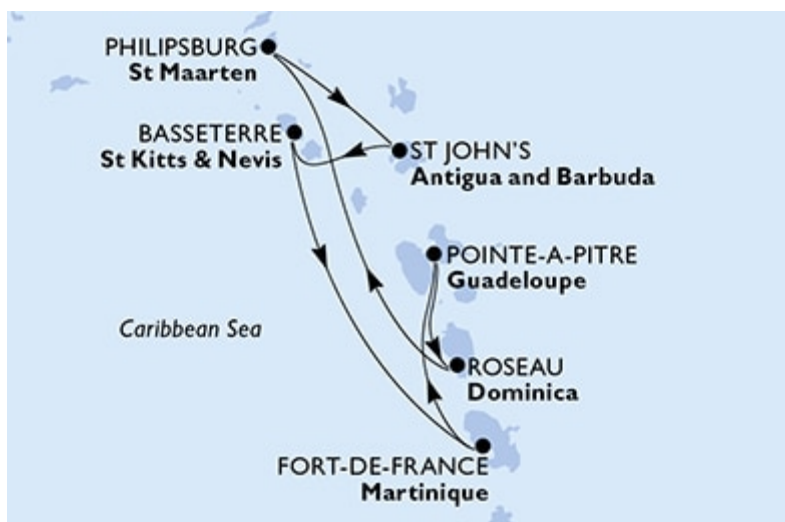 PHILIPSBURG
St Maarten
BASSETERRE
St Kitts & Nevis
ST JOHN'S
Antigua and Barbuda
POINTE-A-PITRE
Guadeloupe
Caribbean Sea
ROSEAU
Dominica
FORT-DE-FRANCE
Martinique